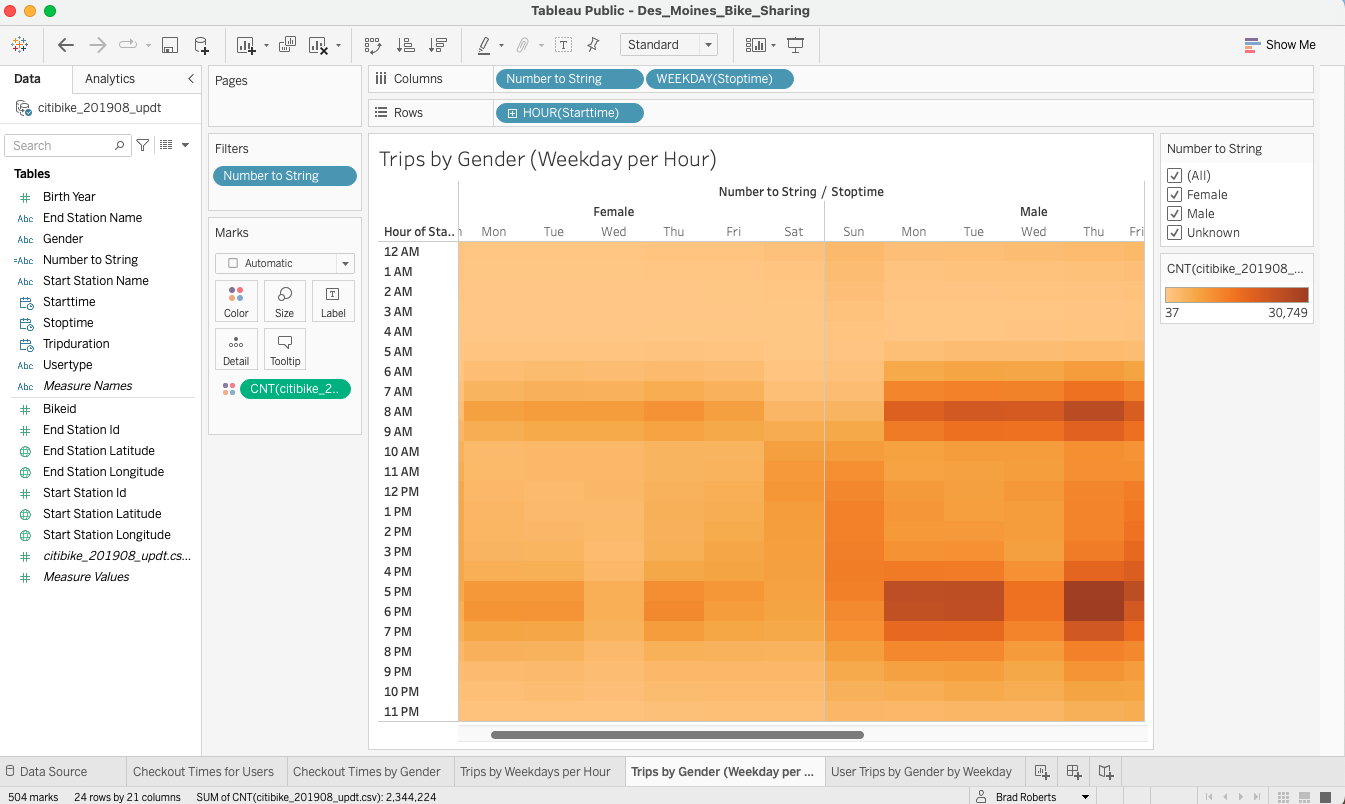 Tableau Public - Des_Moines_Bike_Sharing
Standard
Show Me
Data
Analytics
citibike_201908_updt
Search
Tables
Birth Year
Abc End Station Name
Abc Gender
=Abc Number to String
Abc Start Station Name
Starttime
Stoptime
Tripduration
Abc Usertype
Abc Measure Names
Bikeid
End Station Id
End Station Latitude
End Station Longitude
Start Station Id
Start Station Latitude
Start Station Longitude
citibike_201908_updt.cs...
Measure Values
Pages
Filters
Number to String
Marks
Automatic
Color
Size
Label
Detail
Tooltip
CNT(citibike_2..
Columns
Number to String
WEEKDAY(Stoptime)
Rows
HOUR(Starttime)
Trips by Gender (Weekday per Hour)
Number to String / Stoptime
Female
Male
Hour of Sta..
Mon Tue Wed Thu Fri Sat Sun Mon Tue Wed Thu Fri
12 AM
1 AM
2 AM
3 AM
4 AM
5 AM
6 AM
7 AM
8 AM
9 AM
10 AM
11 AM
12 PM
1 PM
2 PM
3 PM
4 PM
5 PM
6 PM
7 PM
8 PM
9 PM
10 PM
11 PM
Number to String
(All)
Female
Male
Unknown
CNT(citibike_201908_...
37 30,749
Data Source
Checkout Times for Users
Checkout Times by Gender
Trips by Weekdays per Hour
Trips by Gender (Weekday per ...
User Trips by Gender by Weekday
504 marks 24 rows by 21 columns SUM of CNT(citibike_201908_updt.csv): 2,344,224
Brad Roberts